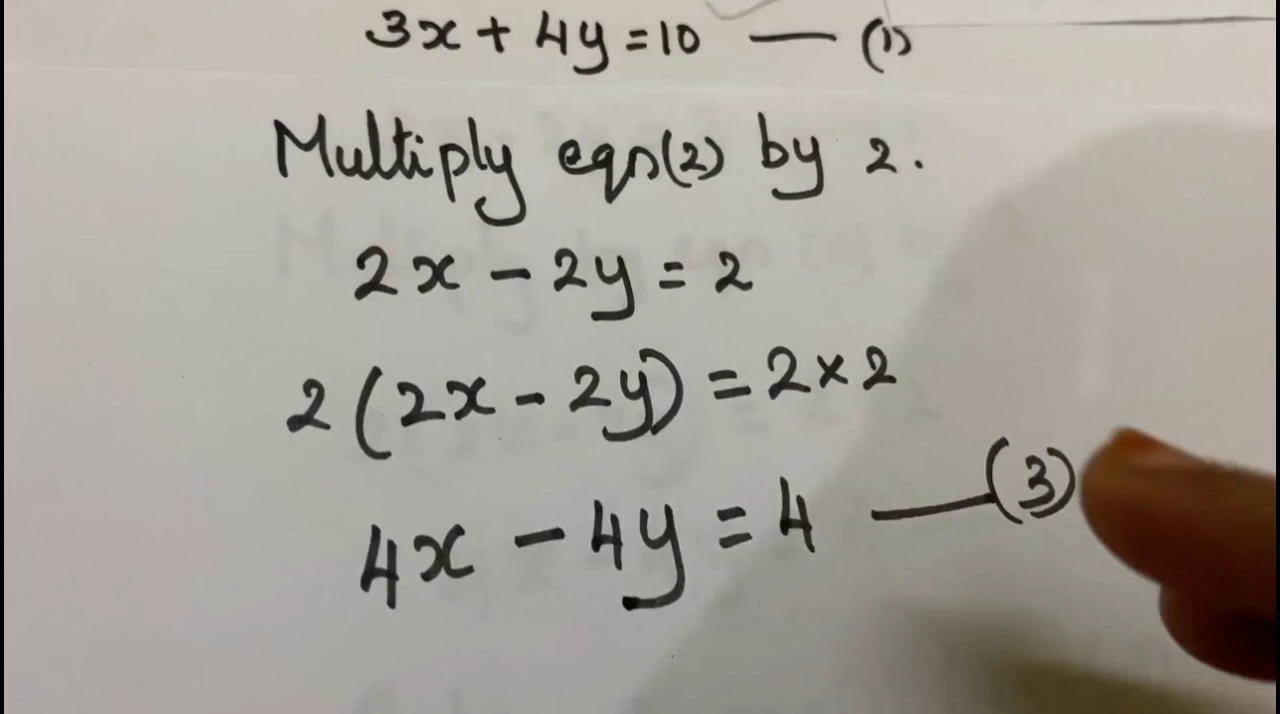 3x + 4y = 10 — (1)
Multiply eqn(2) by 2.
2x - 2y = 2
2(2x - 2y) = 2 × 2
4x - 4y = 4 — (3)